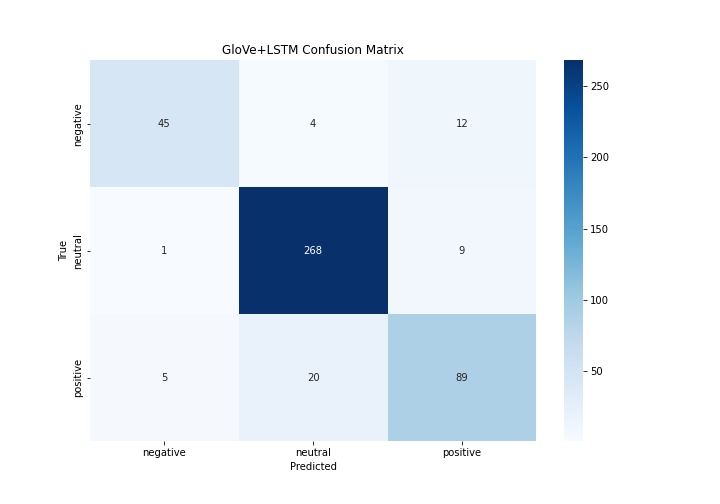 GloVe+LSTM Confusion Matrix
negative
45
4
12
True
neutral
1
268
9
positive
5
20
89
negative
neutral
positive
Predicted
250
200
150
100
50